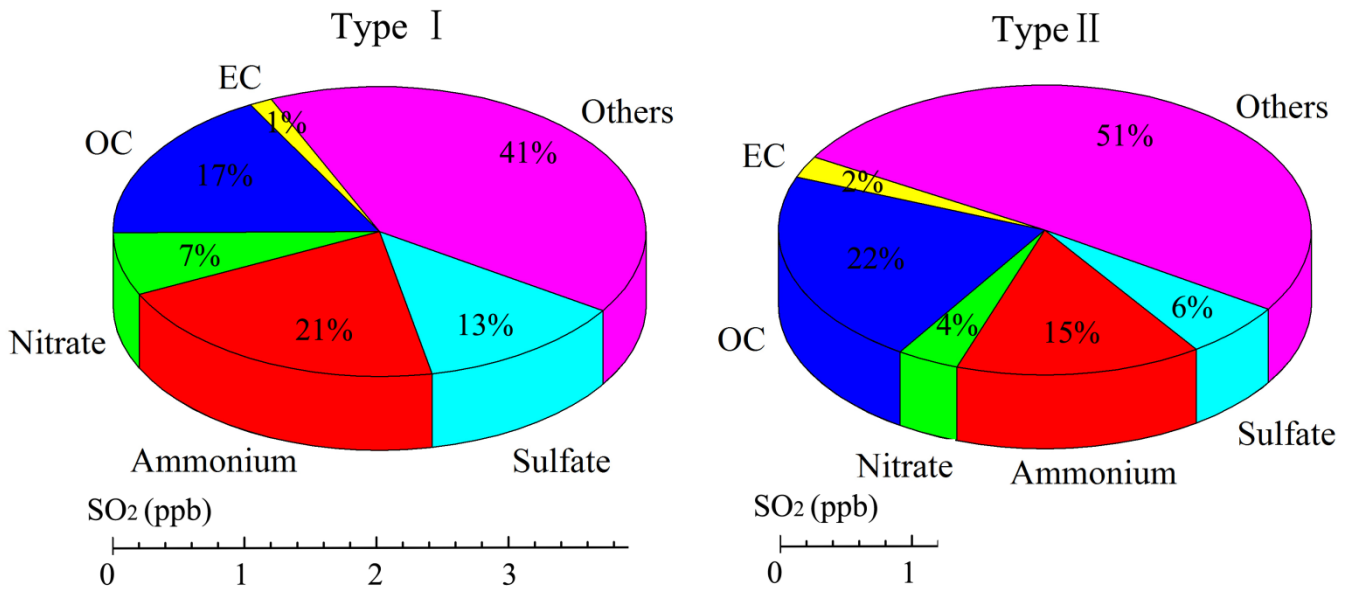 Type Ⅰ
EC
1%
Others
41%
OC
17%
7%
Nitrate
21%
13%
Ammonium
Sulfate
SO2 (ppb)
0 1 2 3
Type Ⅱ
Others
51%
EC
2%
22%
OC
4%
15%
6%
Sulfate
Nitrate
Ammonium
SO2 (ppb)
0 1